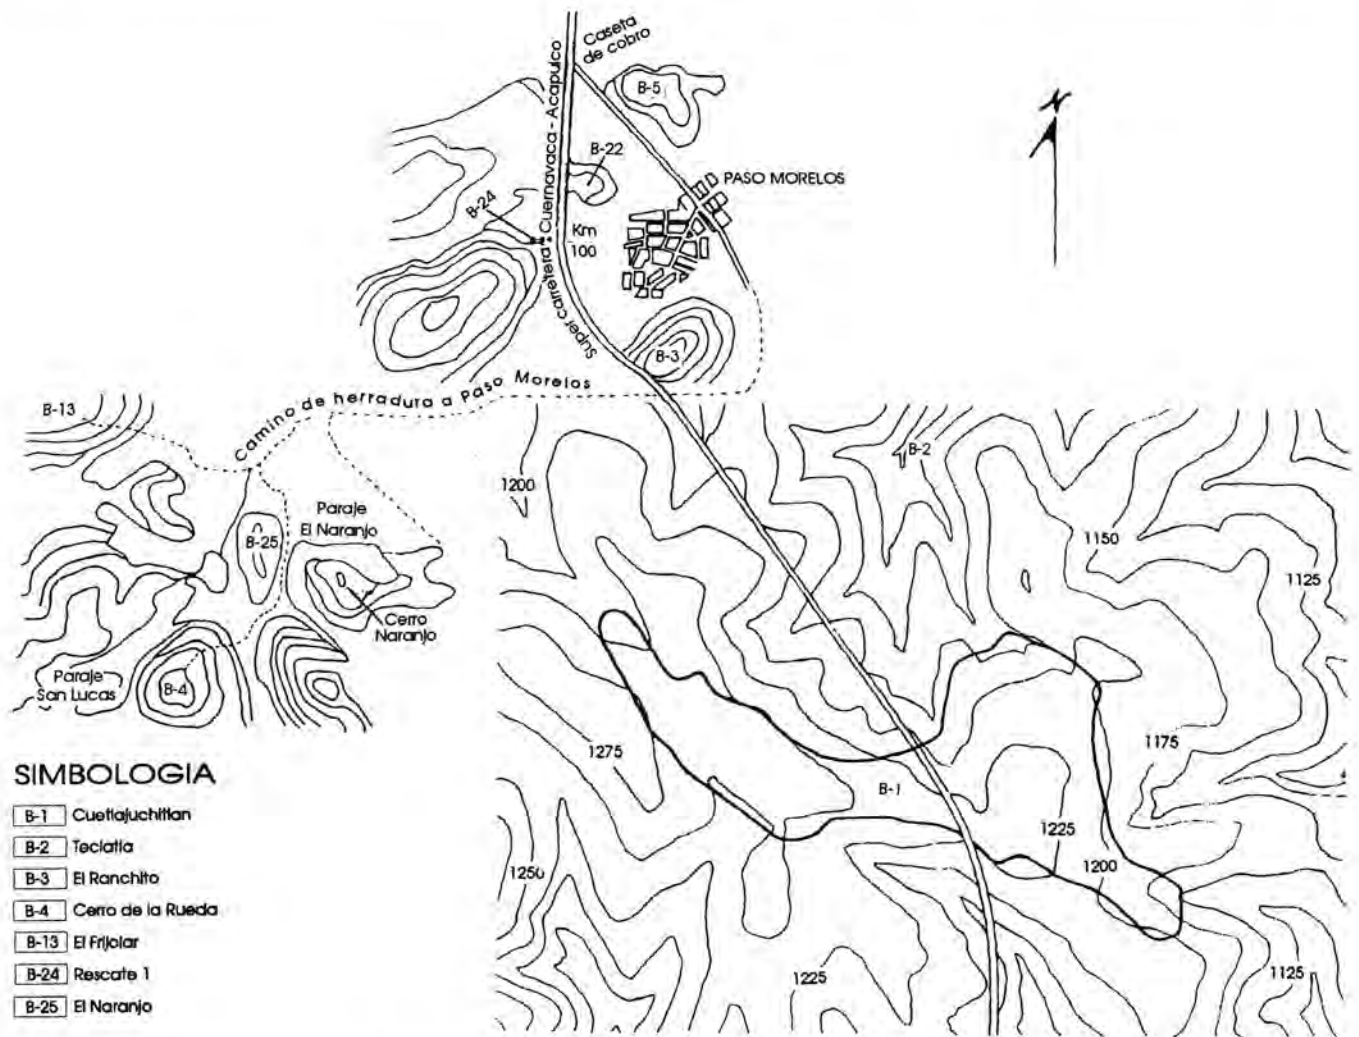 Caseta
de cobro
B-5
Super carretera Cuernavaca - Acapulco
B-22
PASO MORELOS
B-24
Km
100
B-3
N
B-13
Camino de herradura a Paso Morelos
B-2
1200
Paraje
El Naranjo
B-25
1150
1125
Cerro
Naranjo
Paraje
San Lucas
B-4
1275
1175
B-1
1225
1200
1250
1225
1125
SIMBOLOGIA
B-1 Cuetlajuchitlan
B-2 Teclatla
B-3 El Ranchito
B-4 Cerro de la Rueda
B-13 El Frijolar
B-24 Rescate 1
B-25 El Naranjo